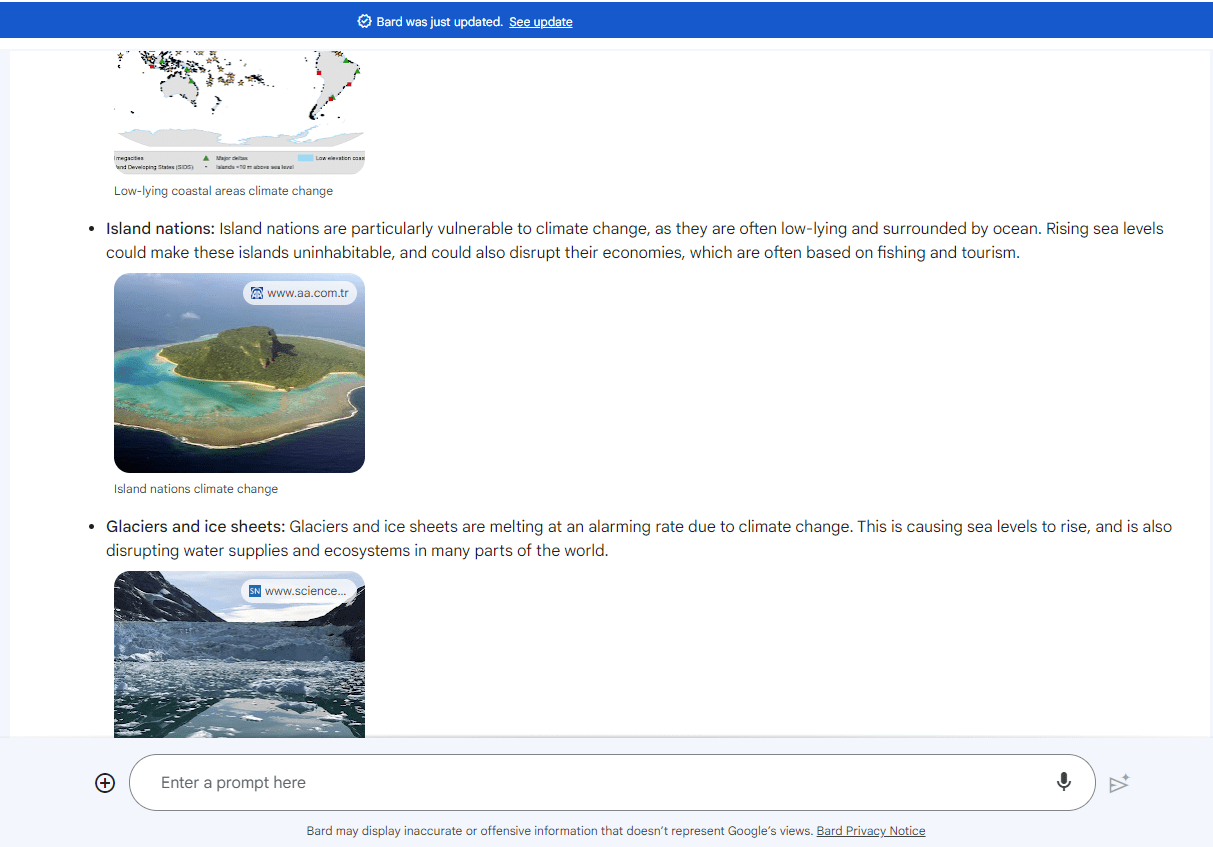 Bard was just updated. See update
megacities Major deltas Low elevation coas
and Developing States (SIDS) Islands <10 m above sea level
Low-lying coastal areas climate change
• Island nations: Island nations are particularly vulnerable to climate change, as they are often low-lying and surrounded by ocean. Rising sea levels
could make these islands uninhabitable, and could also disrupt their economies, which are often based on fishing and tourism.
www.aa.com.tr
Island nations climate change
• Glaciers and ice sheets: Glaciers and ice sheets are melting at an alarming rate due to climate change. This is causing sea levels to rise, and is also
disrupting water supplies and ecosystems in many parts of the world.
SN www.science...
Enter a prompt here
Bard may display inaccurate or offensive information that doesn't represent Google's views. Bard Privacy Notice